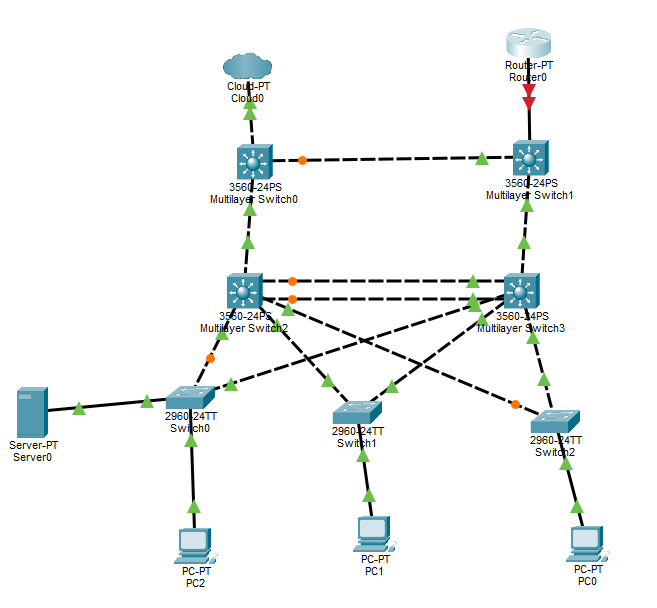 Cloud-PT
Cloud0
Router-PT
Router0
3560-24PS
Multilayer Switch0
3560-24PS
Multilayer Switch1
3560-24PS
Multilayer Switch2
3560-24PS
Multilayer Switch3
Server-PT
Server0
2960-24TT
Switch0
2960-24TT
Switch1
2960-24TT
Switch2
PC-PT
PC2
PC-PT
PC1
PC-PT
PC0